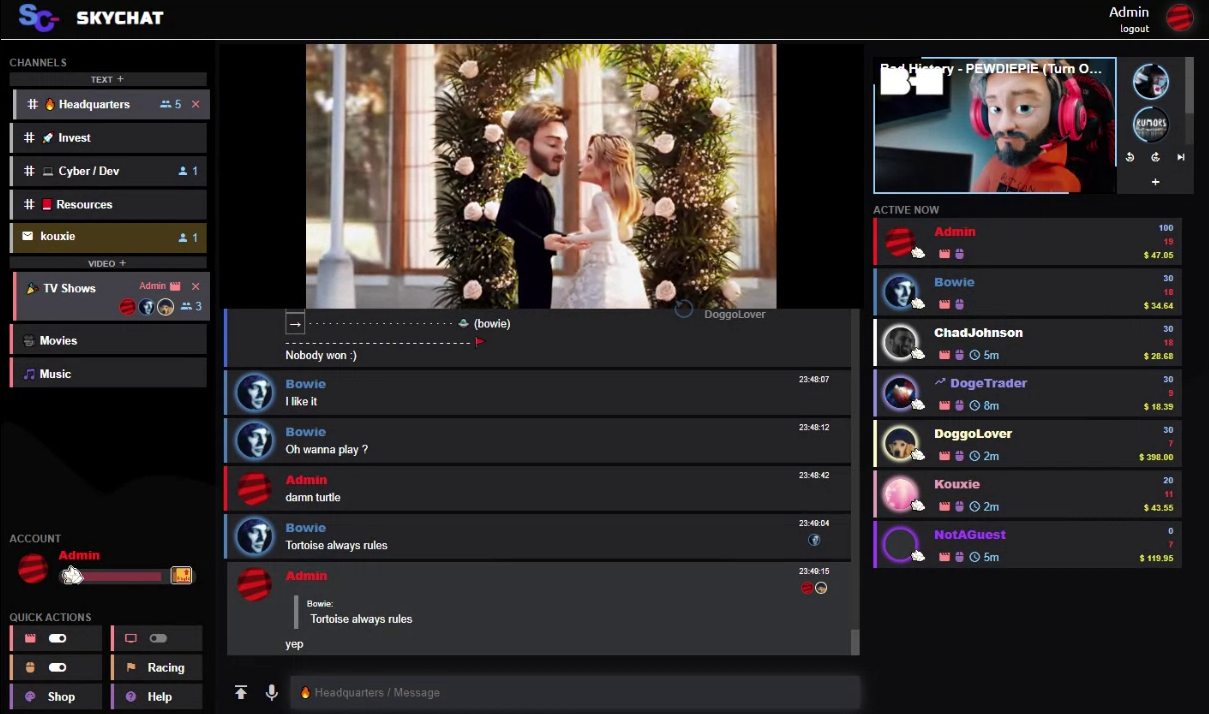 SC-
SKYCHAT
Admin
logout
CHANNELS
TEXT +
# 🔥 Headquarters 5 ×
# 🚀 Invest
# 💻 Cyber / Dev 1
# 📕 Resources
kouxie 1
VIDEO +
🎉 TV Shows Admin ×
3
Movies
🎵 Music
ACCOUNT
Admin
QUICK ACTIONS
Racing
Shop
Help
DoggoLover
→ · · · · · · · · · · · · · · · · · · · · · · (bowie)
- - - - - - - - - - - - - - - - - - - - - - - - - - - - -
Nobody won :)
Bowie 23:48:07
I like it
Bowie 23:48:12
Oh wanna play ?
Admin 23:48:42
damn turtle
Bowie 23:49:04
Tortoise always rules
Admin 23:49:15
Bowie:
Tortoise always rules
yep
🔥 Headquarters / Message
Bad History - PEWDIEPIE (Turn O...
RUMORS
+
ACTIVE NOW
Admin 100
19
$ 47.05
Bowie 30
18
$ 34.64
ChadJohnson 30
18
5m $ 28.68
DogeTrader 30
9
8m $ 18.39
DoggoLover 30
7
2m $ 398.00
Kouxie 20
11
2m $ 43.55
NotAGuest 0
7
5m $ 119.95